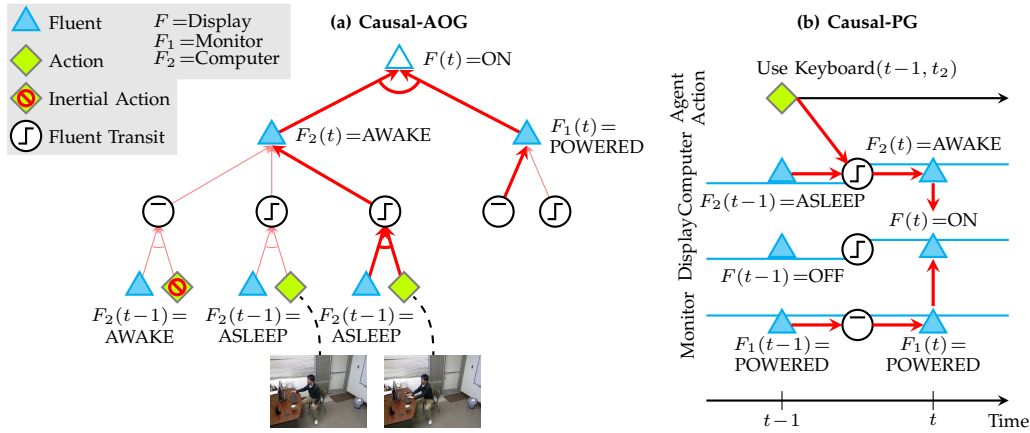 Fluent
Action
Inertial Action
Fluent Transit
F =Display
F₁=Monitor
F₂=Computer
(a) Causal-AOG
F(t)=ON
F₂(t)=AWAKE
F₁(t)=
POWERED
F₂(t−1)=
AWAKE
F₂(t−1)=
ASLEEP
F₂(t−1)=
ASLEEP
(b) Causal-PG
Use Keyboard(t−1, t₂)
Agent
Action
Computer
Display
Monitor
F₂(t)=AWAKE
F₂(t−1)=ASLEEP
F(t)=ON
F(t−1)=OFF
F₁(t−1)=
POWERED
F₁(t)=
POWERED
t−1
t
Time